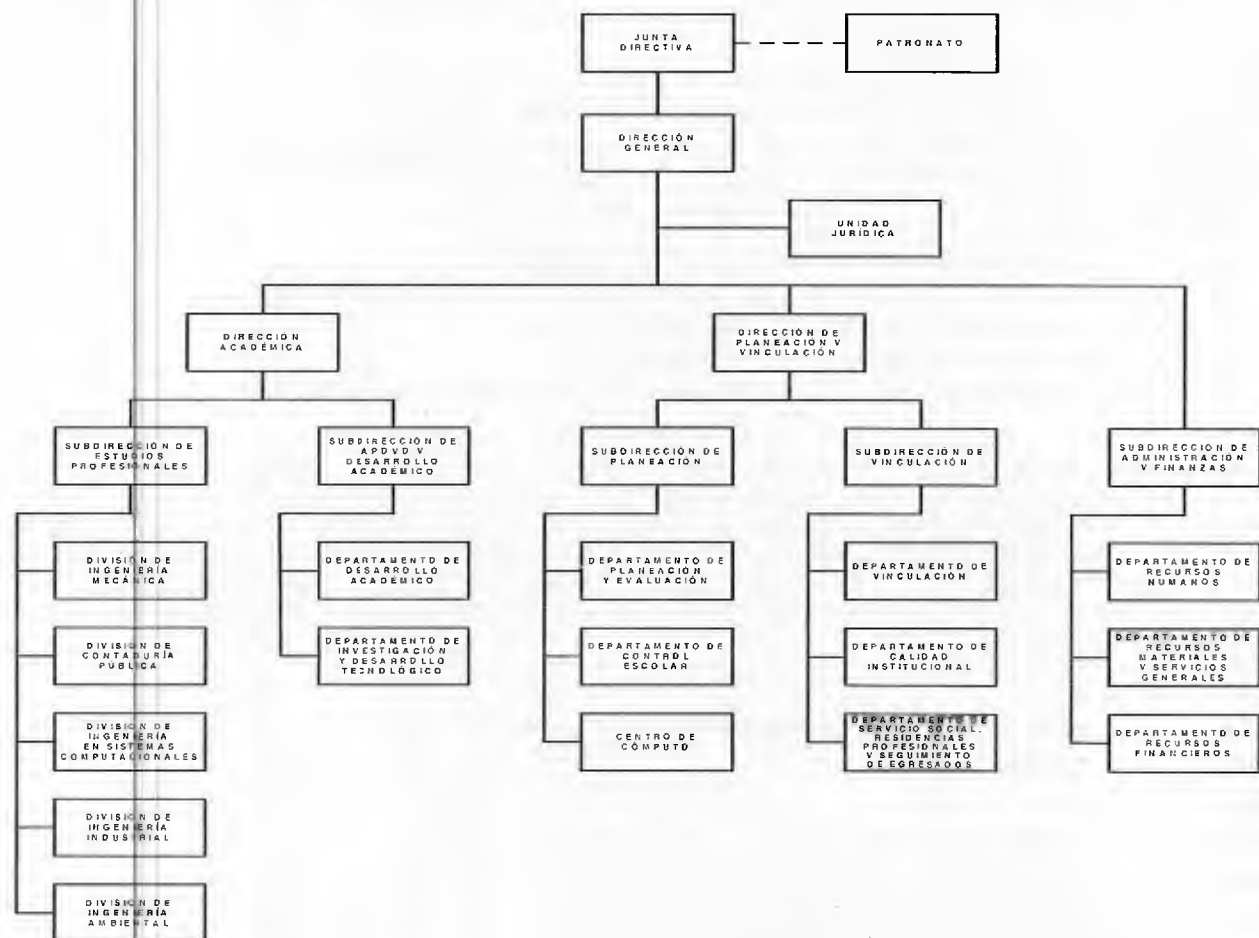 JUNTA
DIRECTIVA
PATRONATO
DIRECCIÓN
GENERAL
UNIDAD
JURÍDICA
DIRECCIÓN
ACADÉMICA
DIRECCIÓN DE
PLANEACIÓN Y
VINCULACIÓN
SUBDIRECCIÓN DE
ESTUDIOS
PROFESIONALES
SUBDIRECCIÓN DE
APOYO Y
DESARROLLO
ACADÉMICO
SUBDIRECCIÓN DE
PLANEACIÓN
SUBDIRECCIÓN DE
VINCULACIÓN
SUBDIRECCION DE
ADMINISTRACIÓN
Y FINANZAS
DIVISIÓN DE
INGENIERÍA
MECÁNICA
DEPARTAMENTO DE
DESARROLLO
ACADÉMICO
DEPARTAMENTO DE
PLANEACIÓN
Y EVALUACIÓN
DEPARTAMENTO DE
VINCULACIÓN
DEPARTAMENTO DE
RECURSOS
HUMANOS
DIVISIÓN DE
CONTADURÍA
PÚBLICA
DEPARTAMENTO DE
INVESTIGACIÓN
Y DESARROLLO
TECNOLÓGICO
DEPARTAMENTO DE
CONTROL
ESCOLAR
DEPARTAMENTO DE
CALIDAD
INSTITUCIONAL
DEPARTAMENTO DE
RECURSOS
MATERIALES
Y SERVICIOS
GENERALES
DIVISIÓN DE
INGENIERÍA
EN SISTEMAS
COMPUTACIONALES
CENTRO DE
CÓMPUTO
DEPARTAMENTO DE
SERVICIO SOCIAL,
RESIDENCIAS
PROFESIONALES
Y SEGUIMIENTO
DE EGRESADOS
DEPARTAMENTO DE
RECURSOS
FINANCIEROS
DIVISIÓN DE
INGENIERÍA
INDUSTRIAL
DIVISIÓN DE
INGENIERÍA
AMBIENTAL